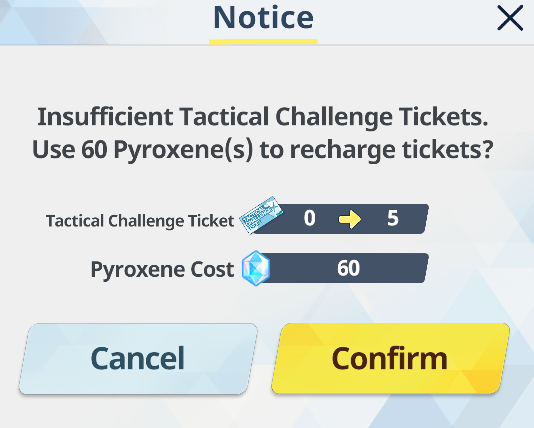 Notice
Insufficient Tactical Challenge Tickets.
Use 60 Pyroxene(s) to recharge tickets?
Tactical Challenge Ticket 0 5
Pyroxene Cost 60
Cancel Confirm